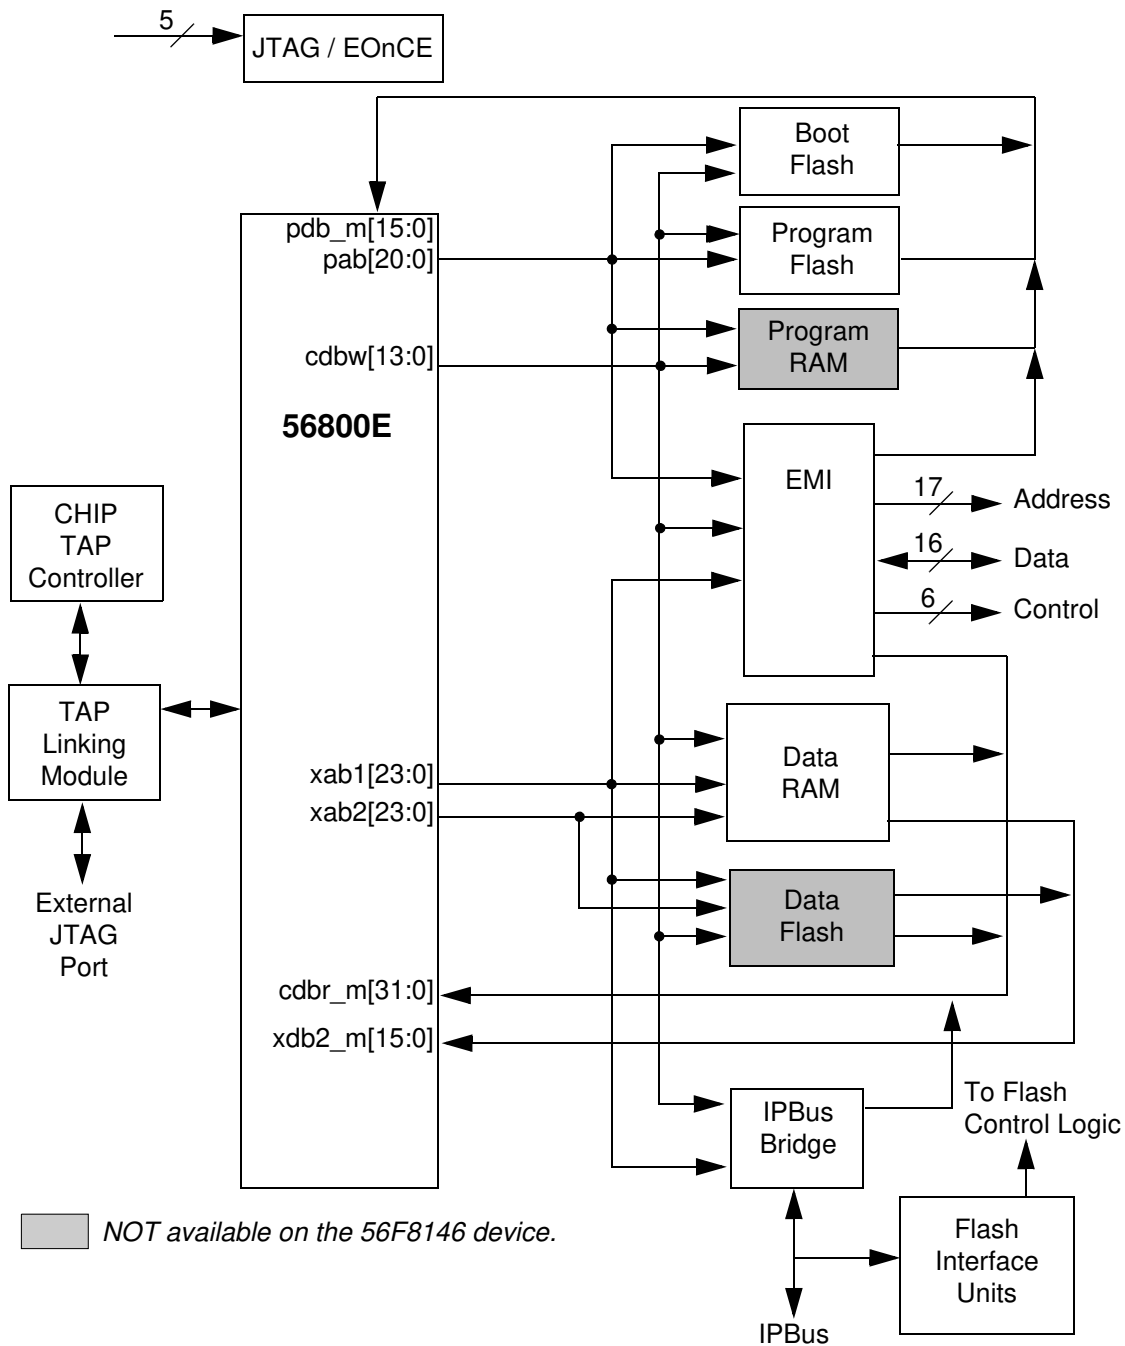 5
JTAG / EOnCE
Boot
Flash
pdb_m[15:0]
pab[20:0]
Program
Flash
cdbw[13:0]
Program
RAM
56800E
EMI
17
Address
16
Data
6
Control
CHIP
TAP
Controller
TAP
Linking
Module
External
JTAG
Port
xab1[23:0]
xab2[23:0]
Data
RAM
Data
Flash
cdbr_m[31:0]
xdb2_m[15:0]
IPBus
Bridge
To Flash
Control Logic
Flash
Interface
Units
IPBus
NOT available on the 56F8146 device.